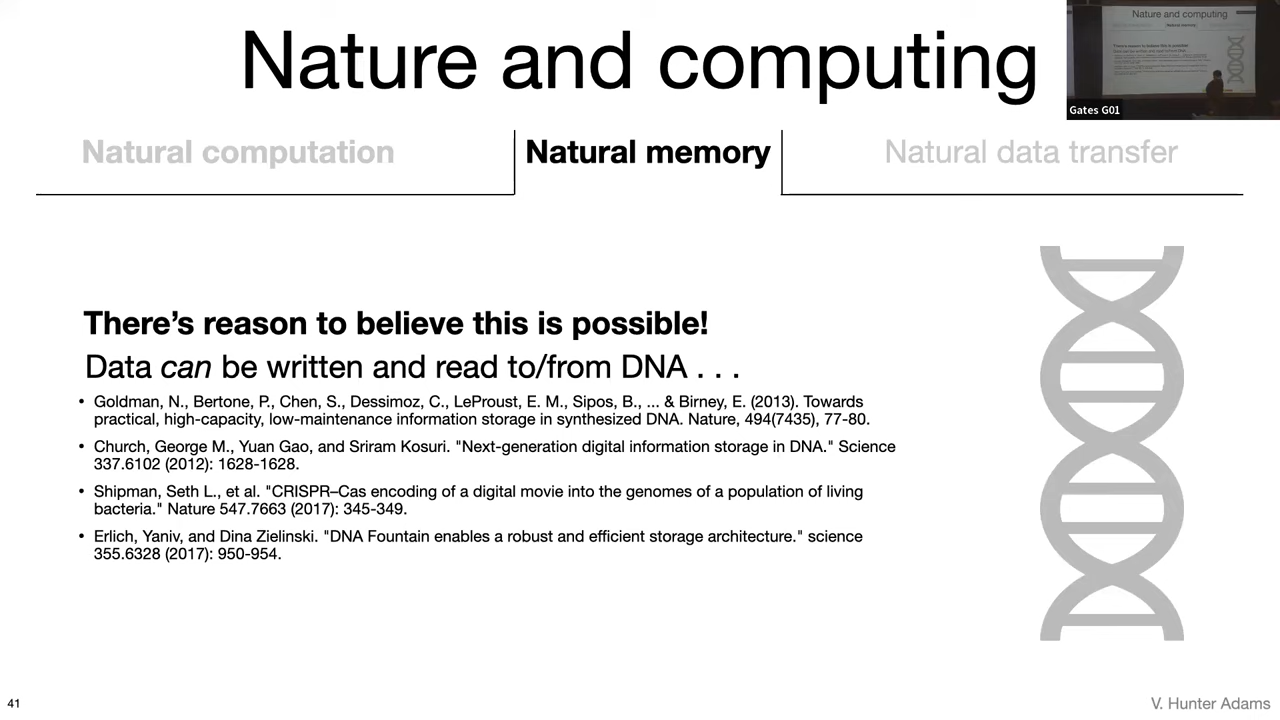 Nature and computing
Nature and computing
Gates G01
Natural computation
Natural memory
Natural data transfer
There’s reason to believe this is possible!
Data can be written and read to/from DNA . . .
• Goldman, N., Bertone, P., Chen, S., Dessimoz, C., LeProust, E. M., Sipos, B., ... & Birney, E. (2013). Towards
practical, high-capacity, low-maintenance information storage in synthesized DNA. Nature, 494(7435), 77-80.
• Church, George M., Yuan Gao, and Sriram Kosuri. "Next-generation digital information storage in DNA." Science
337.6102 (2012): 1628-1628.
• Shipman, Seth L., et al. "CRISPR–Cas encoding of a digital movie into the genomes of a population of living
bacteria." Nature 547.7663 (2017): 345-349.
• Erlich, Yaniv, and Dina Zielinski. "DNA Fountain enables a robust and efficient storage architecture." science
355.6328 (2017): 950-954.
41
V. Hunter Adams